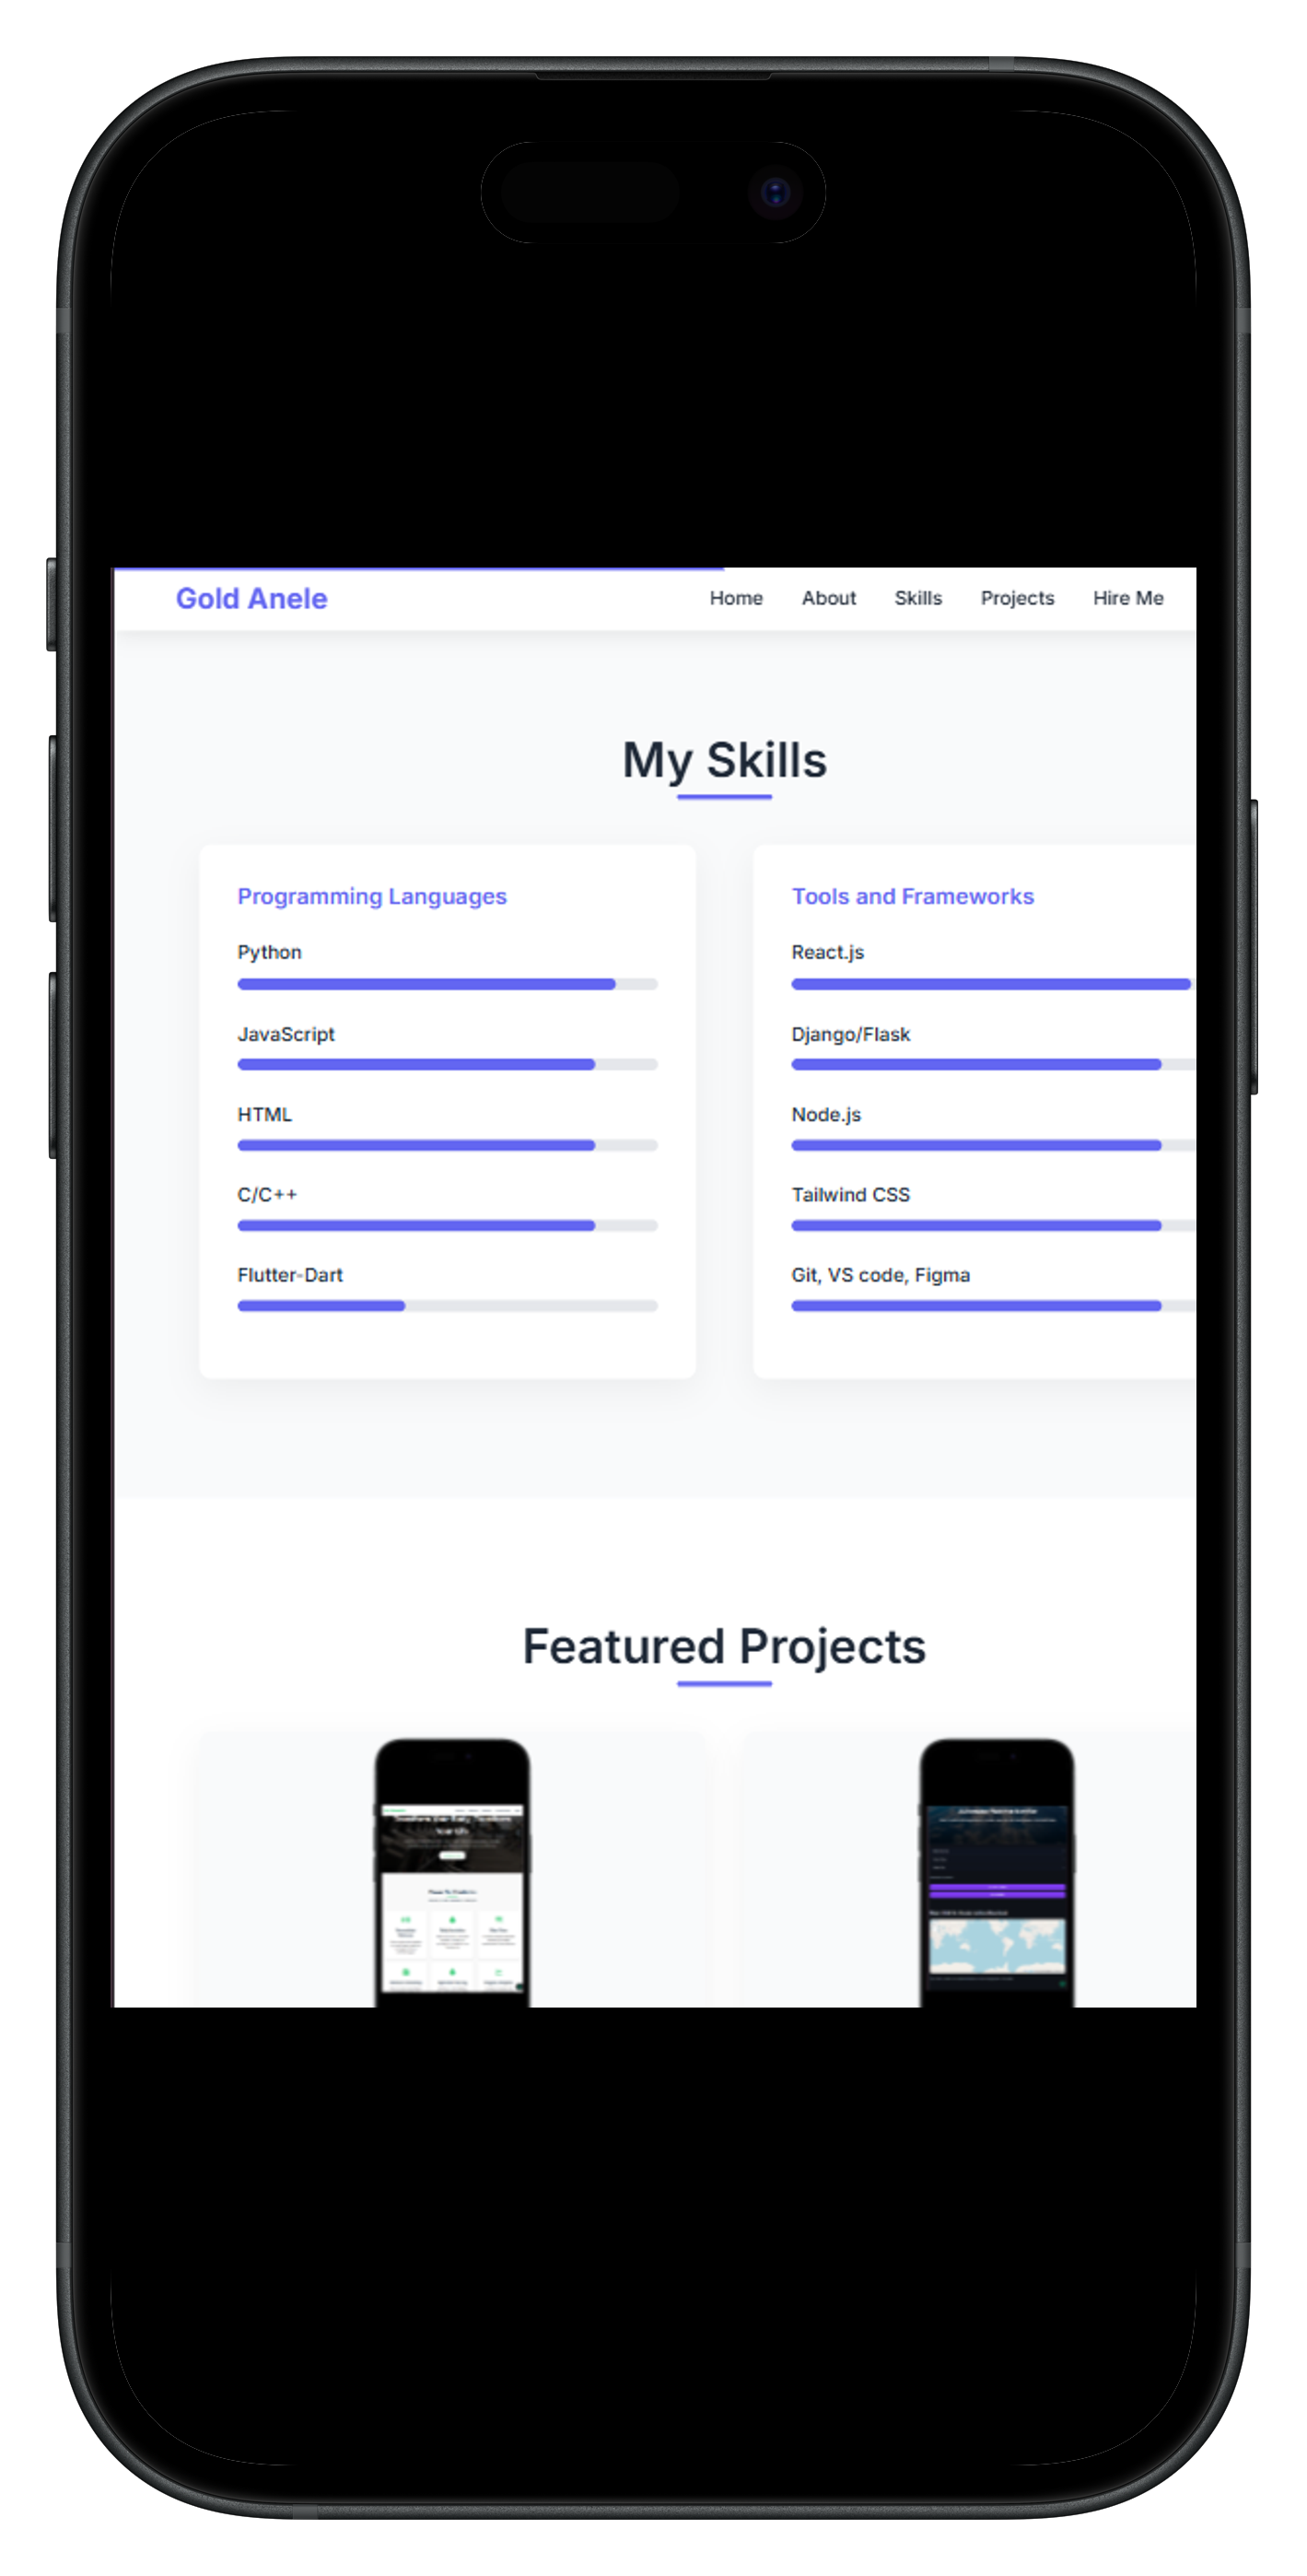 Gold Anele
Home About Skills Projects Hire Me
My Skills
Programming Languages
Python
JavaScript
HTML
C/C++
Flutter-Dart
Tools and Frameworks
React.js
Django/Flask
Node.js
Tailwind CSS
Git, VS code, Figma
Featured Projects